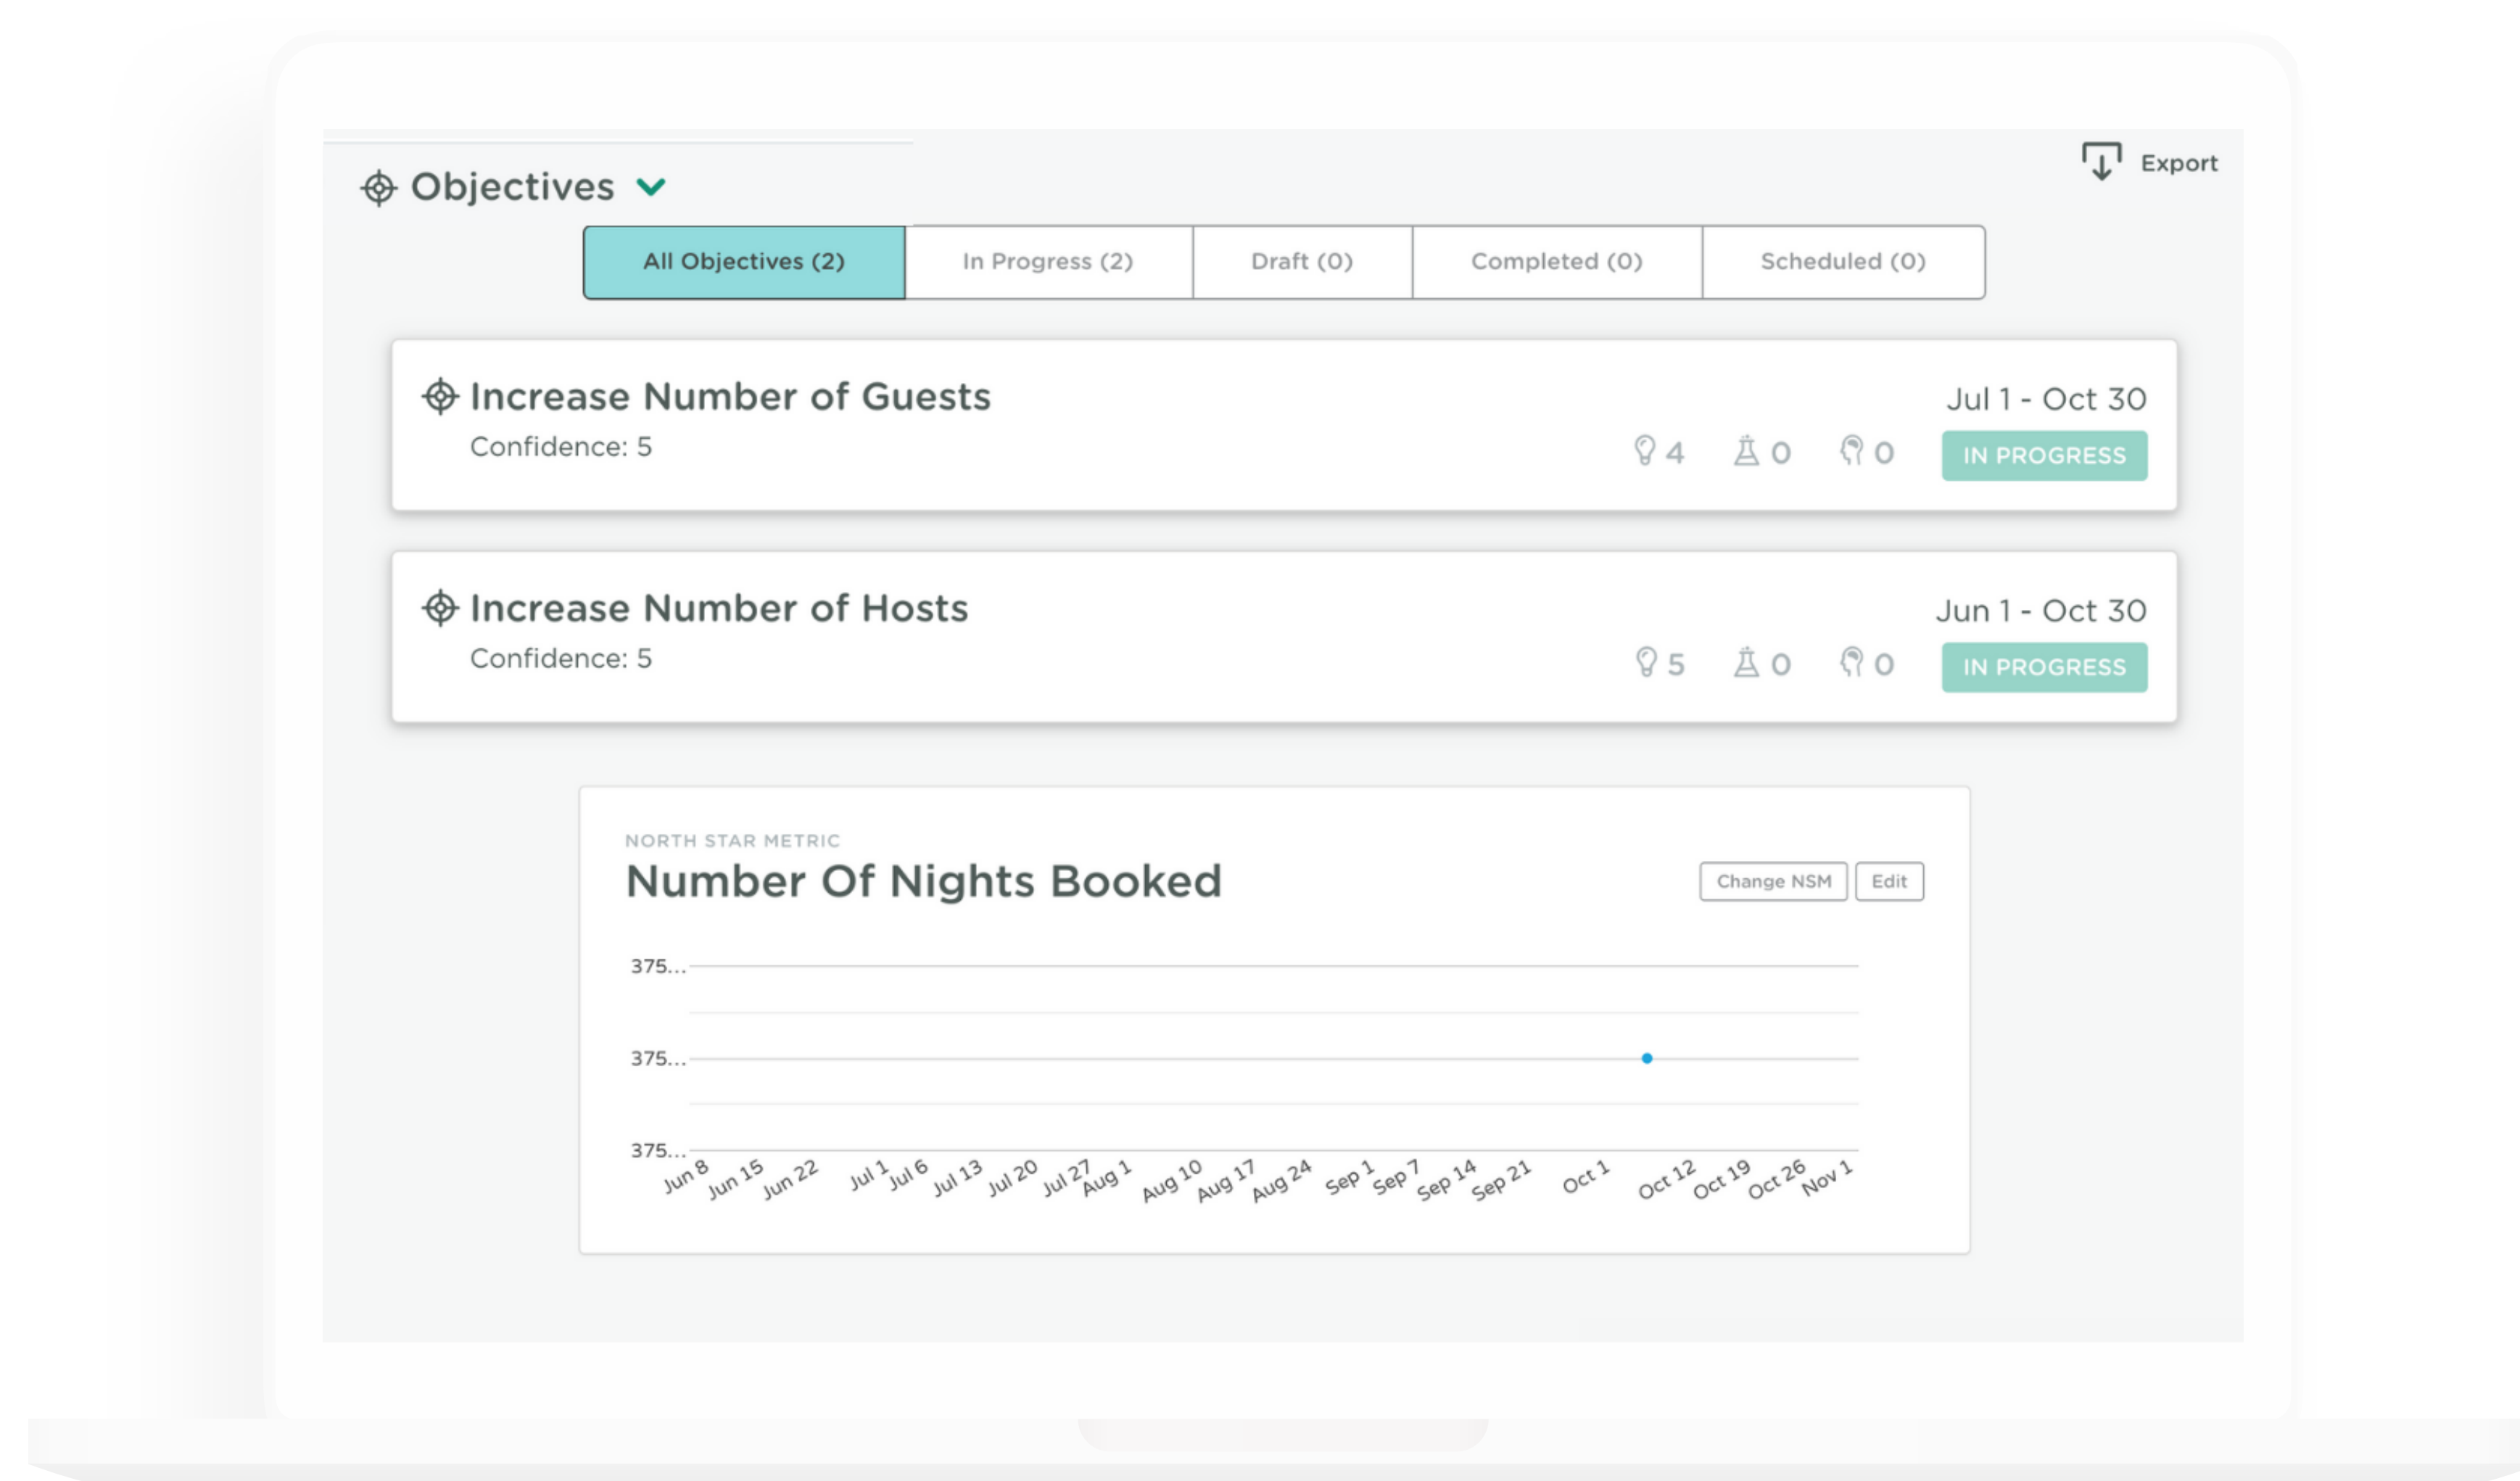 Objectives
Export
All Objectives (2)
In Progress (2)
Draft (0)
Completed (0)
Scheduled (0)
Increase Number of Guests
Jul 1 - Oct 30
Confidence: 5
4
0
0
IN PROGRESS
Increase Number of Hosts
Jun 1 - Oct 30
Confidence: 5
5
0
0
IN PROGRESS
NORTH STAR METRIC
Number Of Nights Booked
Change NSM
Edit
375...
375...
375...
Jun 8
Jun 15
Jun 22
Jul 1
Jul 6
Jul 13
Jul 20
Jul 27
Aug 1
Aug 10
Aug 17
Aug 24
Sep 1
Sep 7
Sep 14
Sep 21
Oct 1
Oct 12
Oct 19
Oct 26
Nov 1